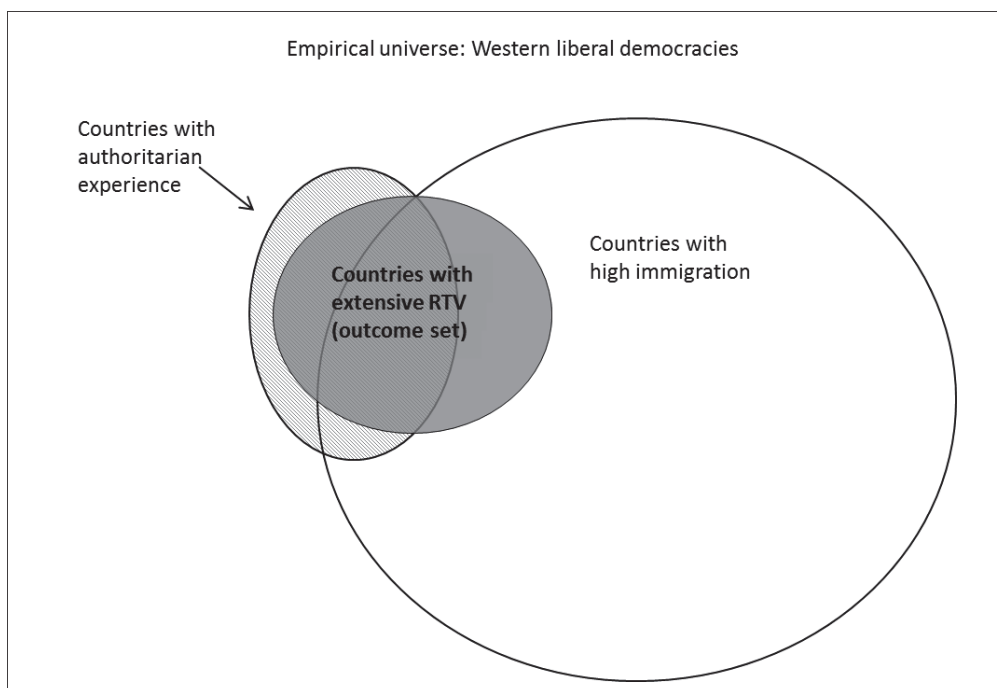 Empirical universe: Western liberal democracies
Countries with
authoritarian
experience
Countries with
high immigration
Countries with
extensive RTV
(outcome set)